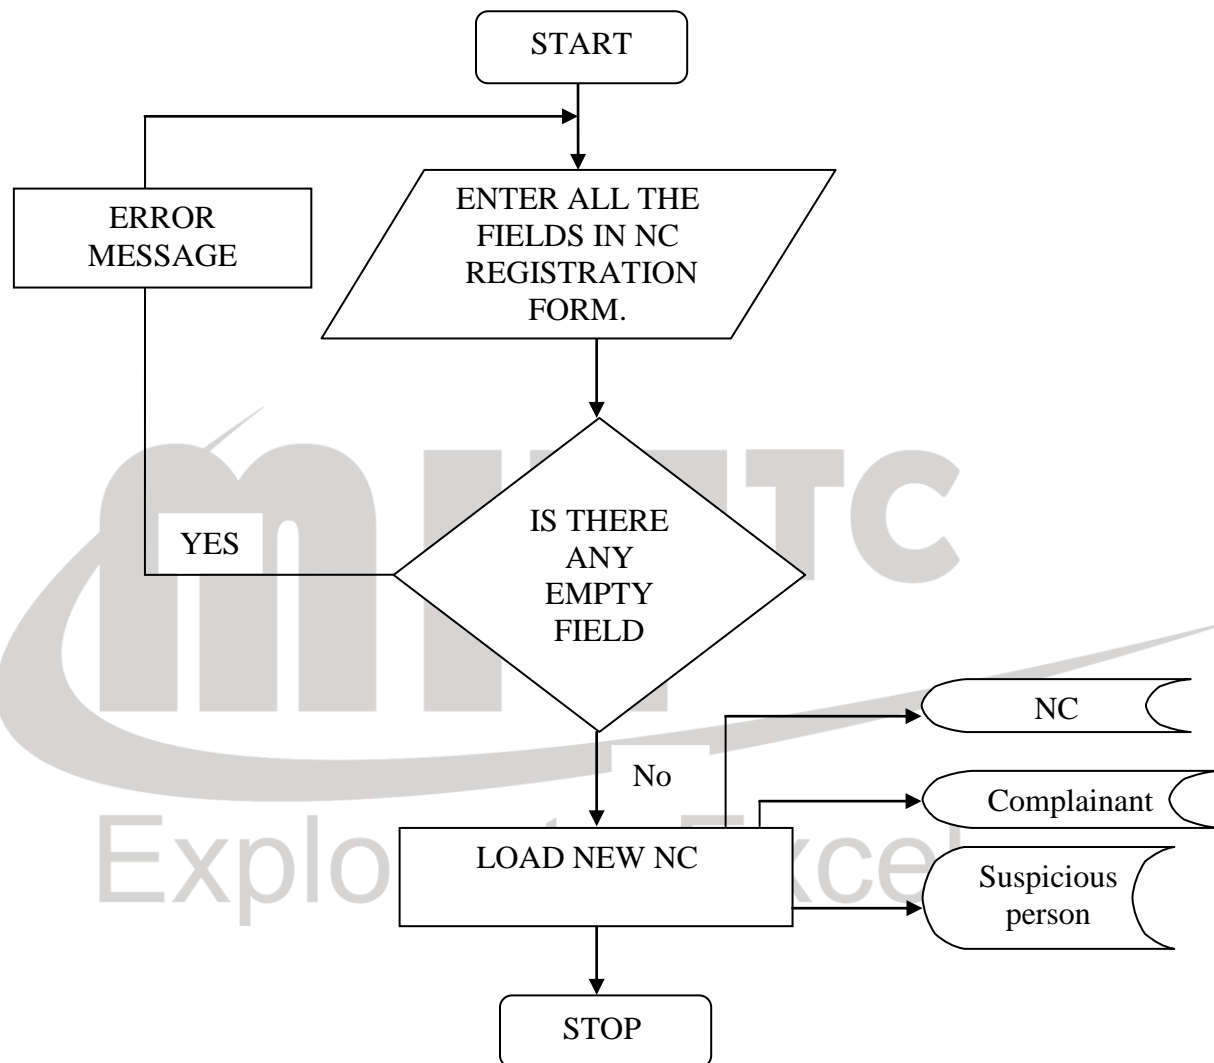 START
ERROR
MESSAGE
ENTER ALL THE
FIELDS IN NC
REGISTRATION
FORM.
YES
IS THERE
ANY
EMPTY
FIELD
NC
No
Complainant
LOAD NEW NC
Suspicious
person
STOP